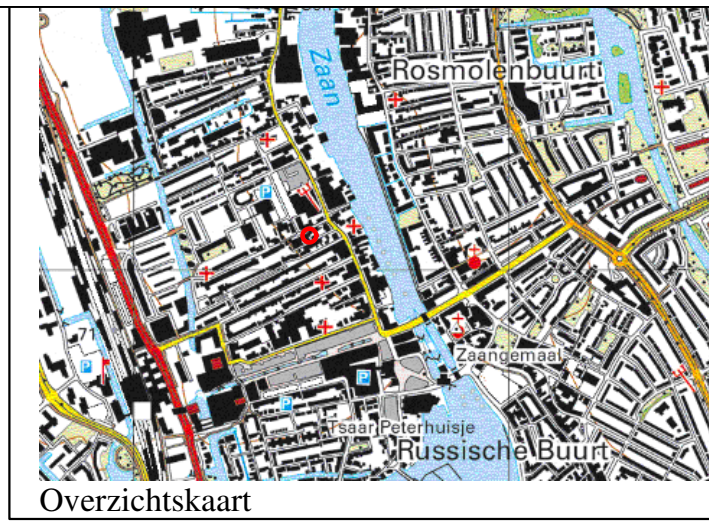 Zaan
Rosmolenbuurt
P
71
P
Zaangemaal
P
P
Tsaar Peterhuisje
Russische Buurt
Overzichtskaart